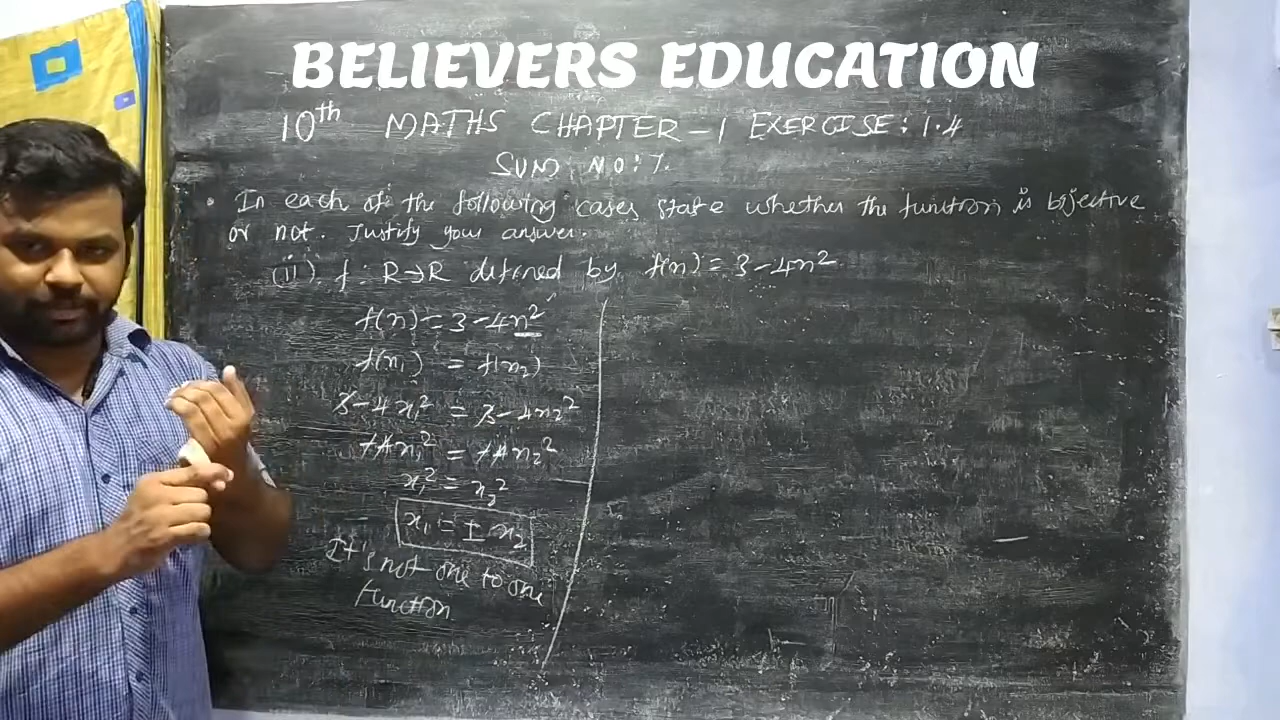 BELIEVERS EDUCATION
10th MATHS CHAPTER-1 EXERCISE: 1.4
SUM NO: 7.
In each of the following cases state whether the function is bijective
or not. Justify your answer.
(ii). f: R→R defined by f(x) = 3-4x²
f(x) = 3-4x²
f(x₁) = f(x₂)
3-4x₁² = 3-4x₂²
-4x₁² = -4x₂²
x₁² = x₂²
x₁ = ± x₂
It's not one to one
function